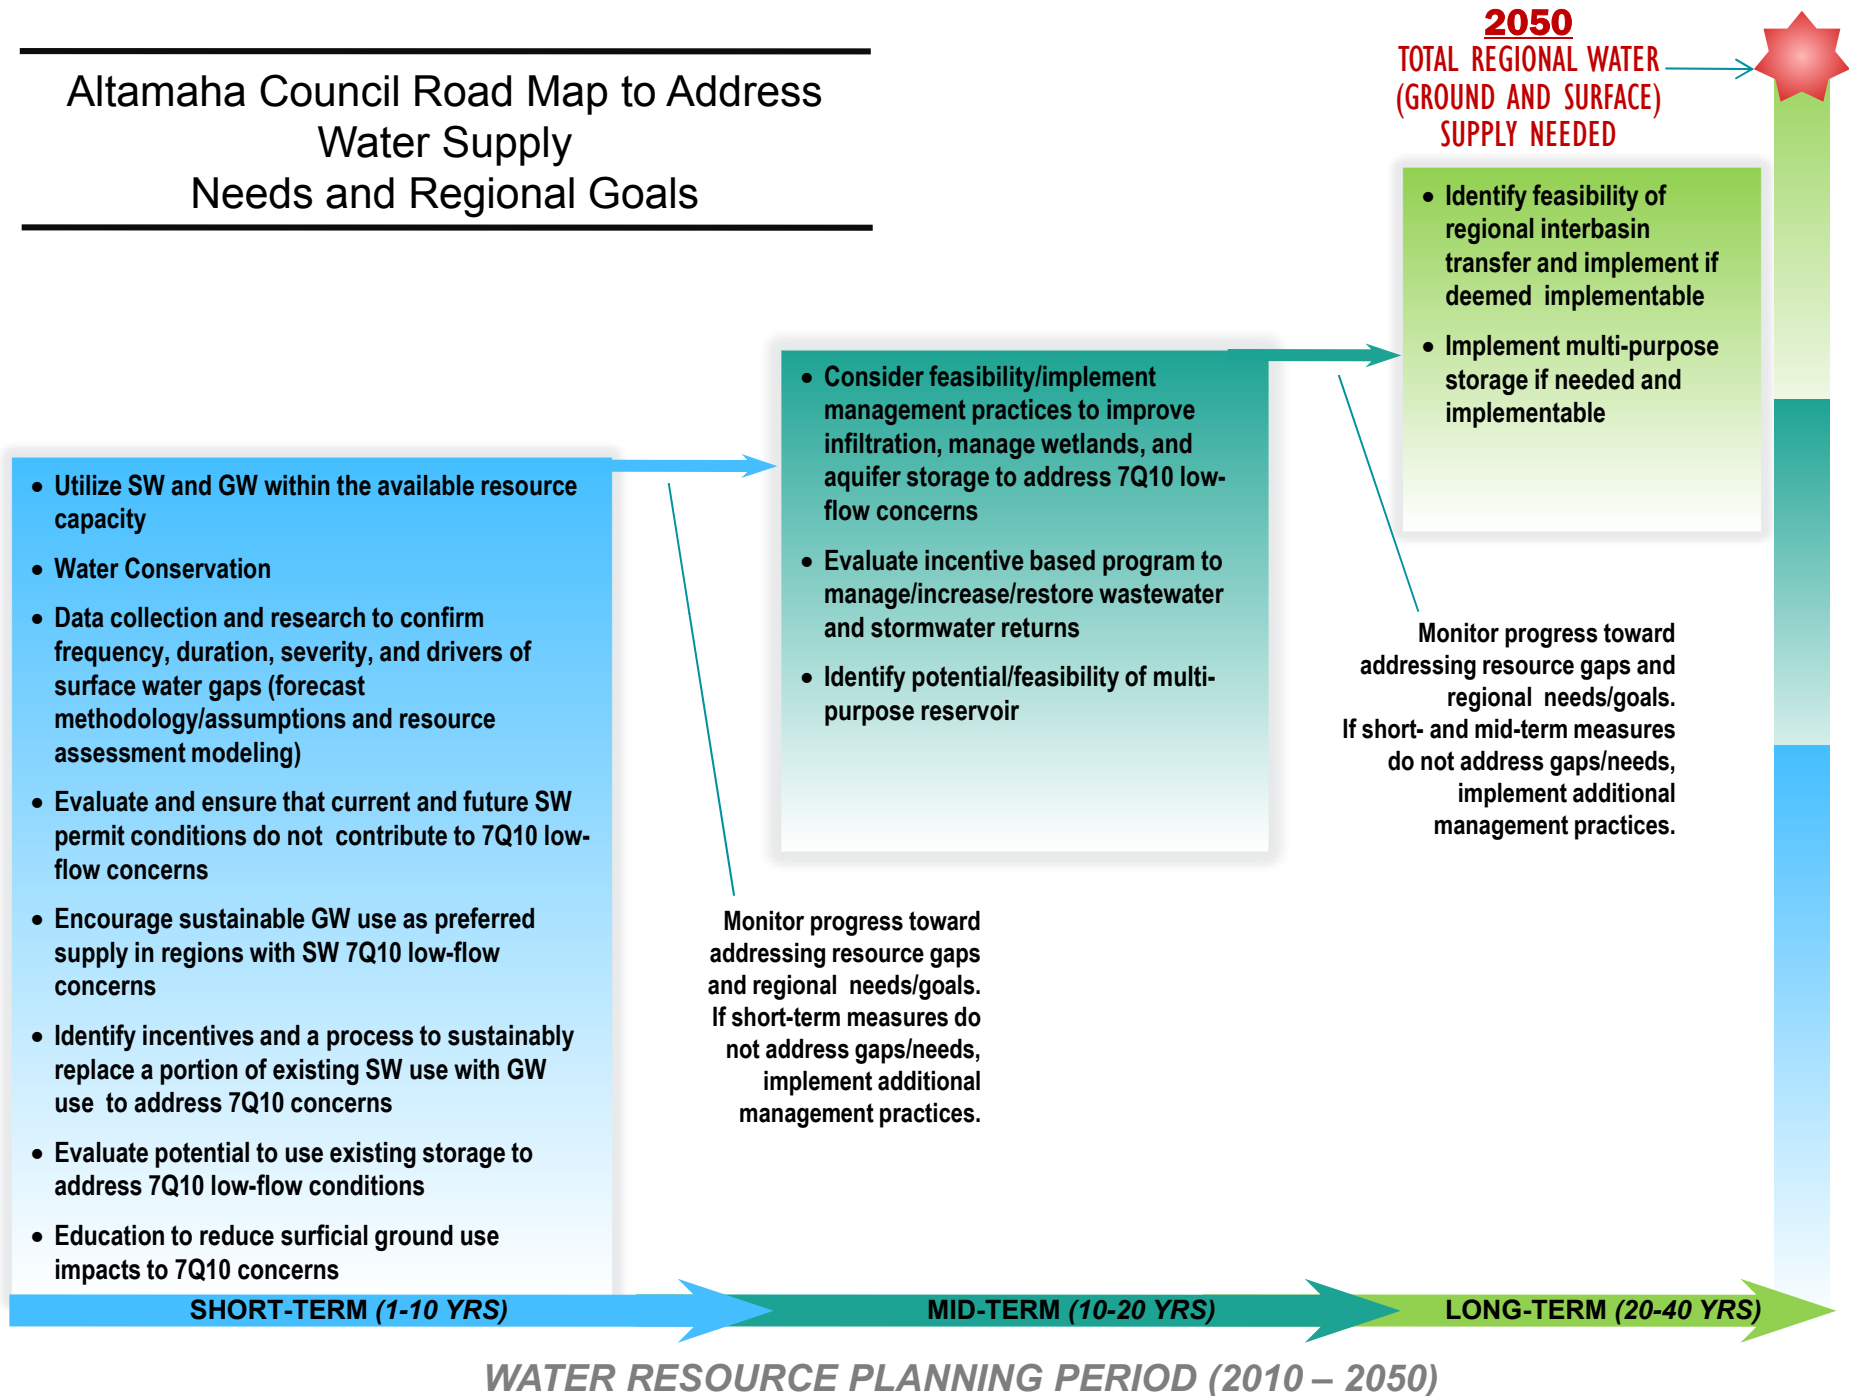 Altamaha Council Road Map to Address
Water Supply
Needs and Regional Goals
2050
TOTAL REGIONAL WATER
(GROUND AND SURFACE)
SUPPLY NEEDED
• Utilize SW and GW within the available resource
capacity
• Water Conservation
• Data collection and research to confirm
frequency, duration, severity, and drivers of
surface water gaps (forecast
methodology/assumptions and resource
assessment modeling)
• Evaluate and ensure that current and future SW
permit conditions do not contribute to 7Q10 low-
flow concerns
• Encourage sustainable GW use as preferred
supply in regions with SW 7Q10 low-flow
concerns
• Identify incentives and a process to sustainably
replace a portion of existing SW use with GW
use to address 7Q10 concerns
• Evaluate potential to use existing storage to
address 7Q10 low-flow conditions
• Education to reduce surficial ground use
impacts to 7Q10 concerns
Monitor progress toward
addressing resource gaps
and regional needs/goals.
If short-term measures do
not address gaps/needs,
implement additional
management practices.
• Consider feasibility/implement
management practices to improve
infiltration, manage wetlands, and
aquifer storage to address 7Q10 low-
flow concerns
• Evaluate incentive based program to
manage/increase/restore wastewater
and stormwater returns
• Identify potential/feasibility of multi-
purpose reservoir
Monitor progress toward
addressing resource gaps and
regional needs/goals.
If short- and mid-term measures
do not address gaps/needs,
implement additional
management practices.
• Identify feasibility of
regional interbasin
transfer and implement if
deemed implementable
• Implement multi-purpose
storage if needed and
implementable
SHORT-TERM (1-10 YRS)
MID-TERM (10-20 YRS)
LONG-TERM (20-40 YRS)
WATER RESOURCE PLANNING PERIOD (2010 – 2050)